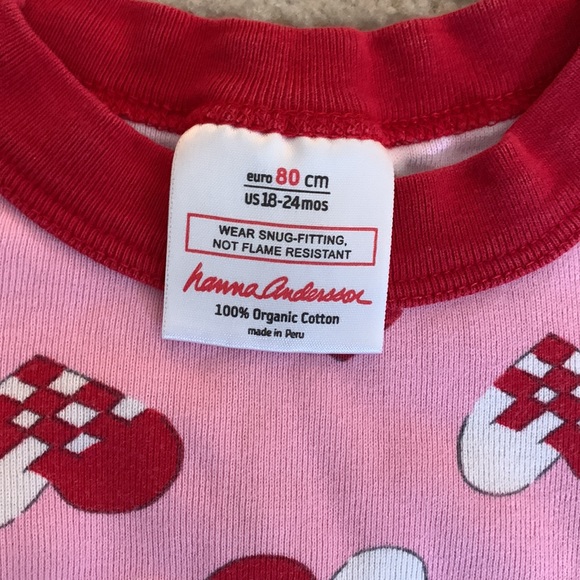 euro 80 cm
US 18-24 mos
WEAR SNUG-FITTING,
NOT FLAME RESISTANT
hanna andersson
100% Organic Cotton
made in Peru